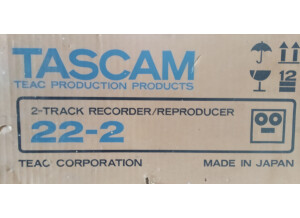 TASCAM
TEAC PRODUCTION PRODUCTS
12
2-TRACK RECORDER/REPRODUCER
22-2
TEAC CORPORATION
MADE IN JAPAN